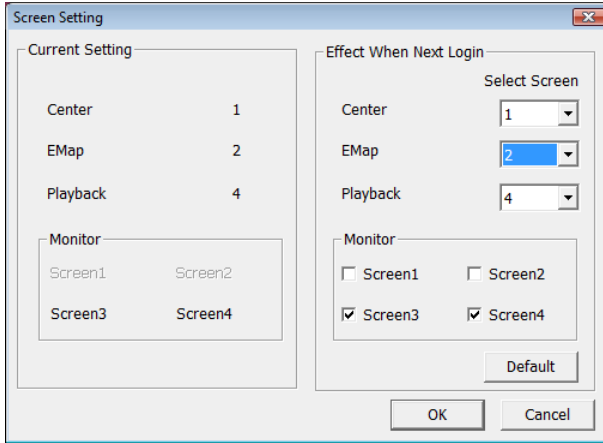 Screen Setting
Current Setting
Center 1
EMap 2
Playback 4
Monitor
Screen1 Screen2
Screen3 Screen4
Effect When Next Login
Select Screen
Center 1
EMap 2
Playback 4
Monitor
Screen1 Screen2
Screen3 Screen4
Default
OK Cancel